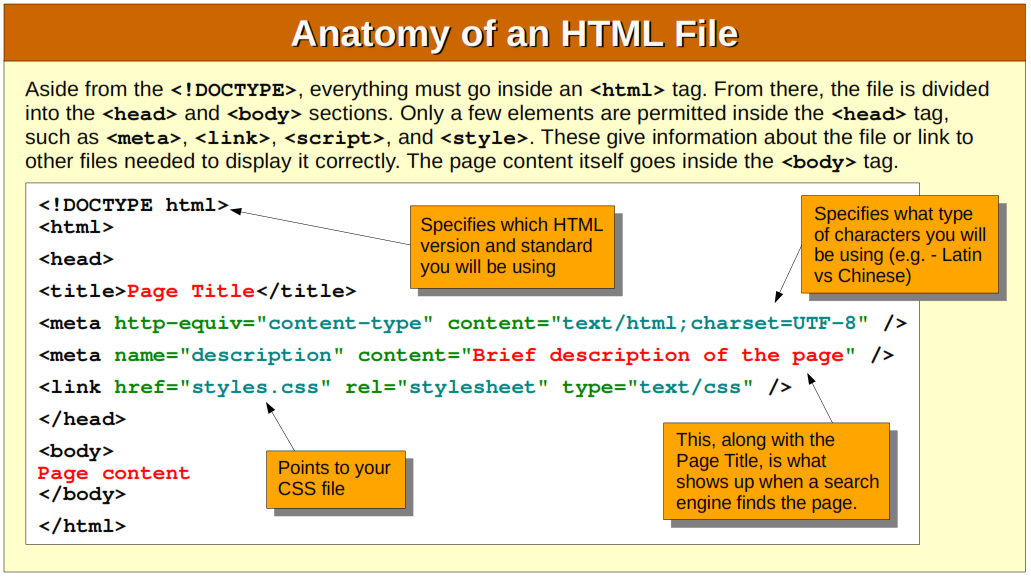 Anatomy of an HTML File
Aside from the <!DOCTYPE>, everything must go inside an <html> tag. From there, the file is divided
into the <head> and <body> sections. Only a few elements are permitted inside the <head> tag,
such as <meta>, <link>, <script>, and <style>. These give information about the file or link to
other files needed to display it correctly. The page content itself goes inside the <body> tag.
<!DOCTYPE html>
<html>
<head>
<title>Page Title</title>
<meta http-equiv="content-type" content="text/html;charset=UTF-8" />
<meta name="description" content="Brief description of the page" />
<link href="styles.css" rel="stylesheet" type="text/css" />
</head>
<body>
Page content
</body>
</html>
Specifies which HTML
version and standard
you will be using
Specifies what type
of characters you will
be using (e.g. - Latin
vs Chinese)
Points to your
CSS file
This, along with the
Page Title, is what
shows up when a search
engine finds the page.